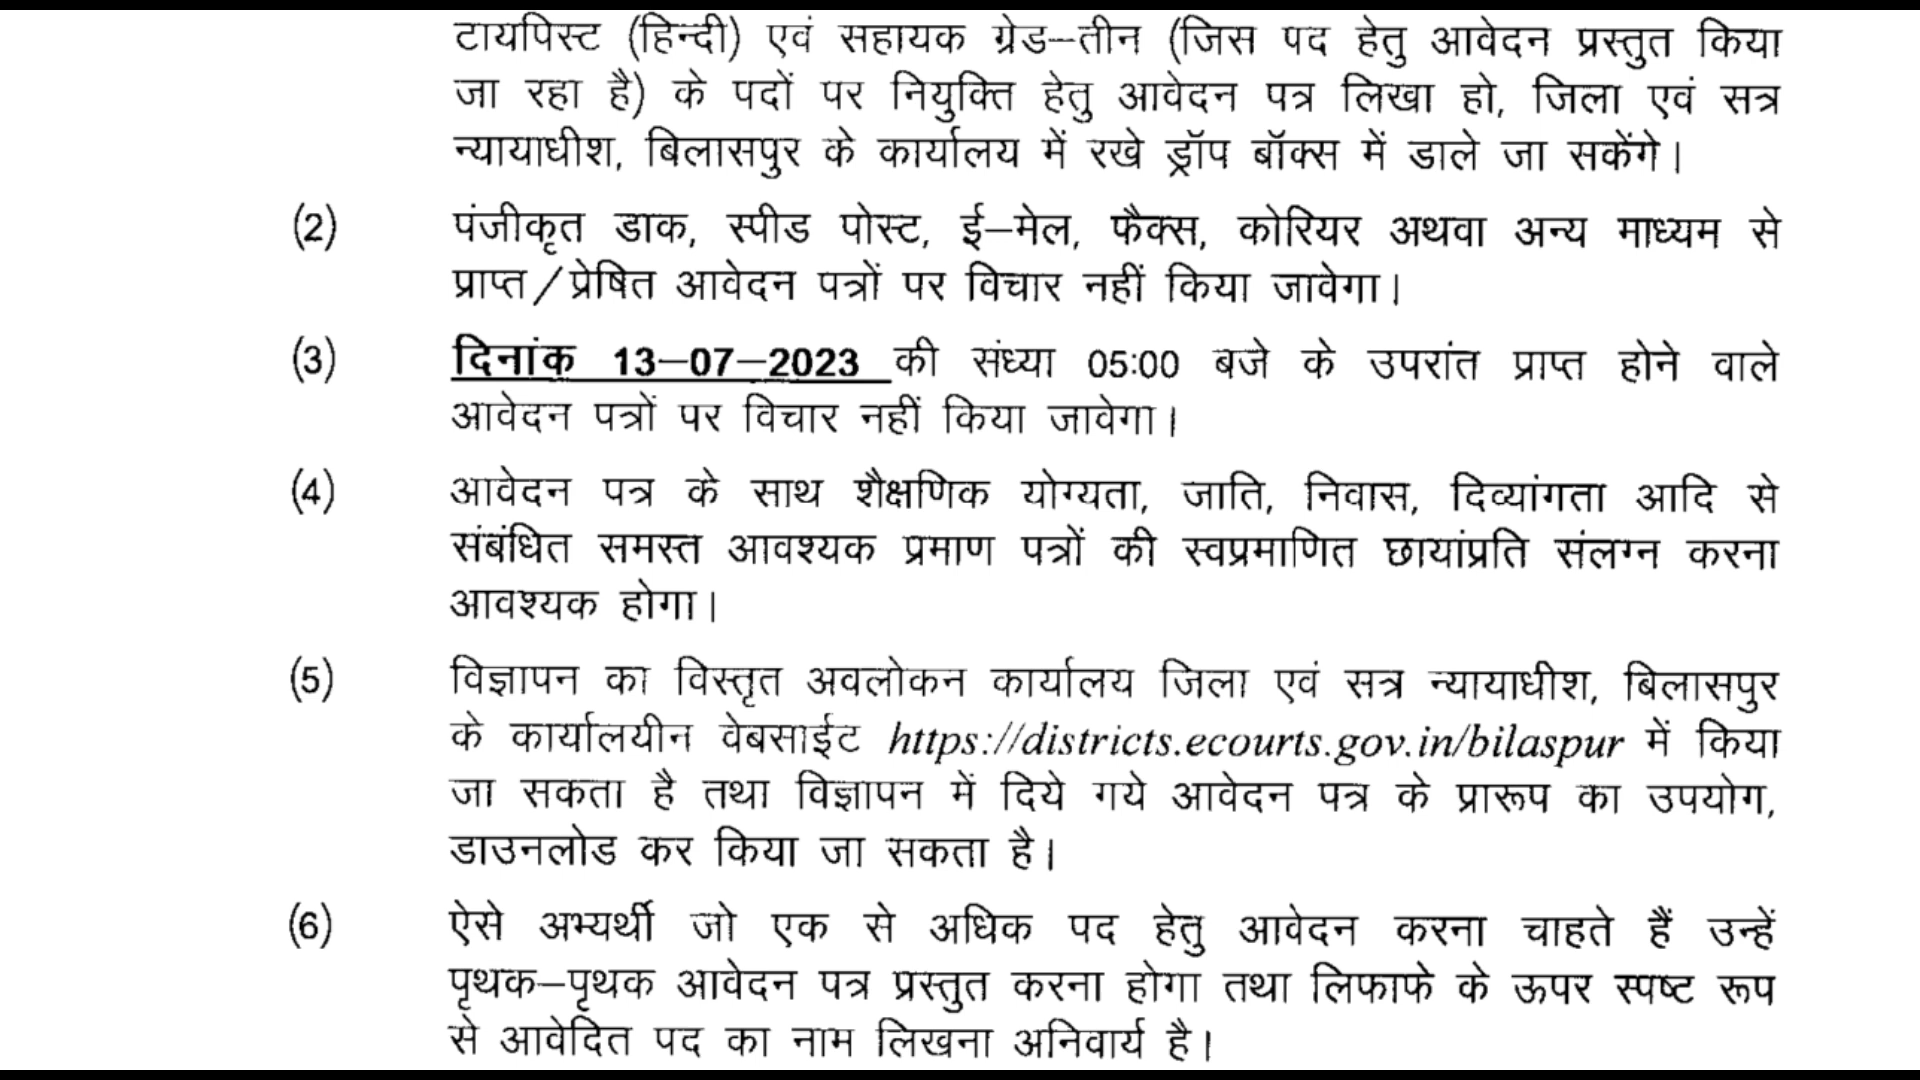 टायपिस्ट (हिन्दी) एवं सहायक ग्रेड–तीन (जिस पद हेतु आवेदन प्रस्तुत किया
जा रहा है) के पदों पर नियुक्ति हेतु आवेदन पत्र लिखा हो, जिला एवं सत्र
न्यायाधीश, बिलासपुर के कार्यालय में रखे ड्रॉप बॉक्स में डाले जा सकेंगे।
(2) पंजीकृत डाक, स्पीड पोस्ट, ई–मेल, फैक्स, कोरियर अथवा अन्य माध्यम से
प्राप्त/प्रेषित आवेदन पत्रों पर विचार नहीं किया जावेगा।
(3) दिनांक 13–07–2023 की संध्या 05:00 बजे के उपरांत प्राप्त होने वाले
आवेदन पत्रों पर विचार नहीं किया जावेगा।
(4) आवेदन पत्र के साथ शैक्षणिक योग्यता, जाति, निवास, दिव्यांगता आदि से
संबंधित समस्त आवश्यक प्रमाण पत्रों की स्वप्रमाणित छायांप्रति संलग्न करना
आवश्यक होगा।
(5) विज्ञापन का विस्तृत अवलोकन कार्यालय जिला एवं सत्र न्यायाधीश, बिलासपुर
के कार्यालयीन वेबसाईट https://districts.ecourts.gov.in/bilaspur में किया
जा सकता है तथा विज्ञापन में दिये गये आवेदन पत्र के प्रारूप का उपयोग,
डाउनलोड कर किया जा सकता है।
(6) ऐसे अभ्यर्थी जो एक से अधिक पद हेतु आवेदन करना चाहते हैं उन्हें
पृथक–पृथक आवेदन पत्र प्रस्तुत करना होगा तथा लिफाफे के ऊपर स्पष्ट रूप
से आवेदित पद का नाम लिखना अनिवार्य है।